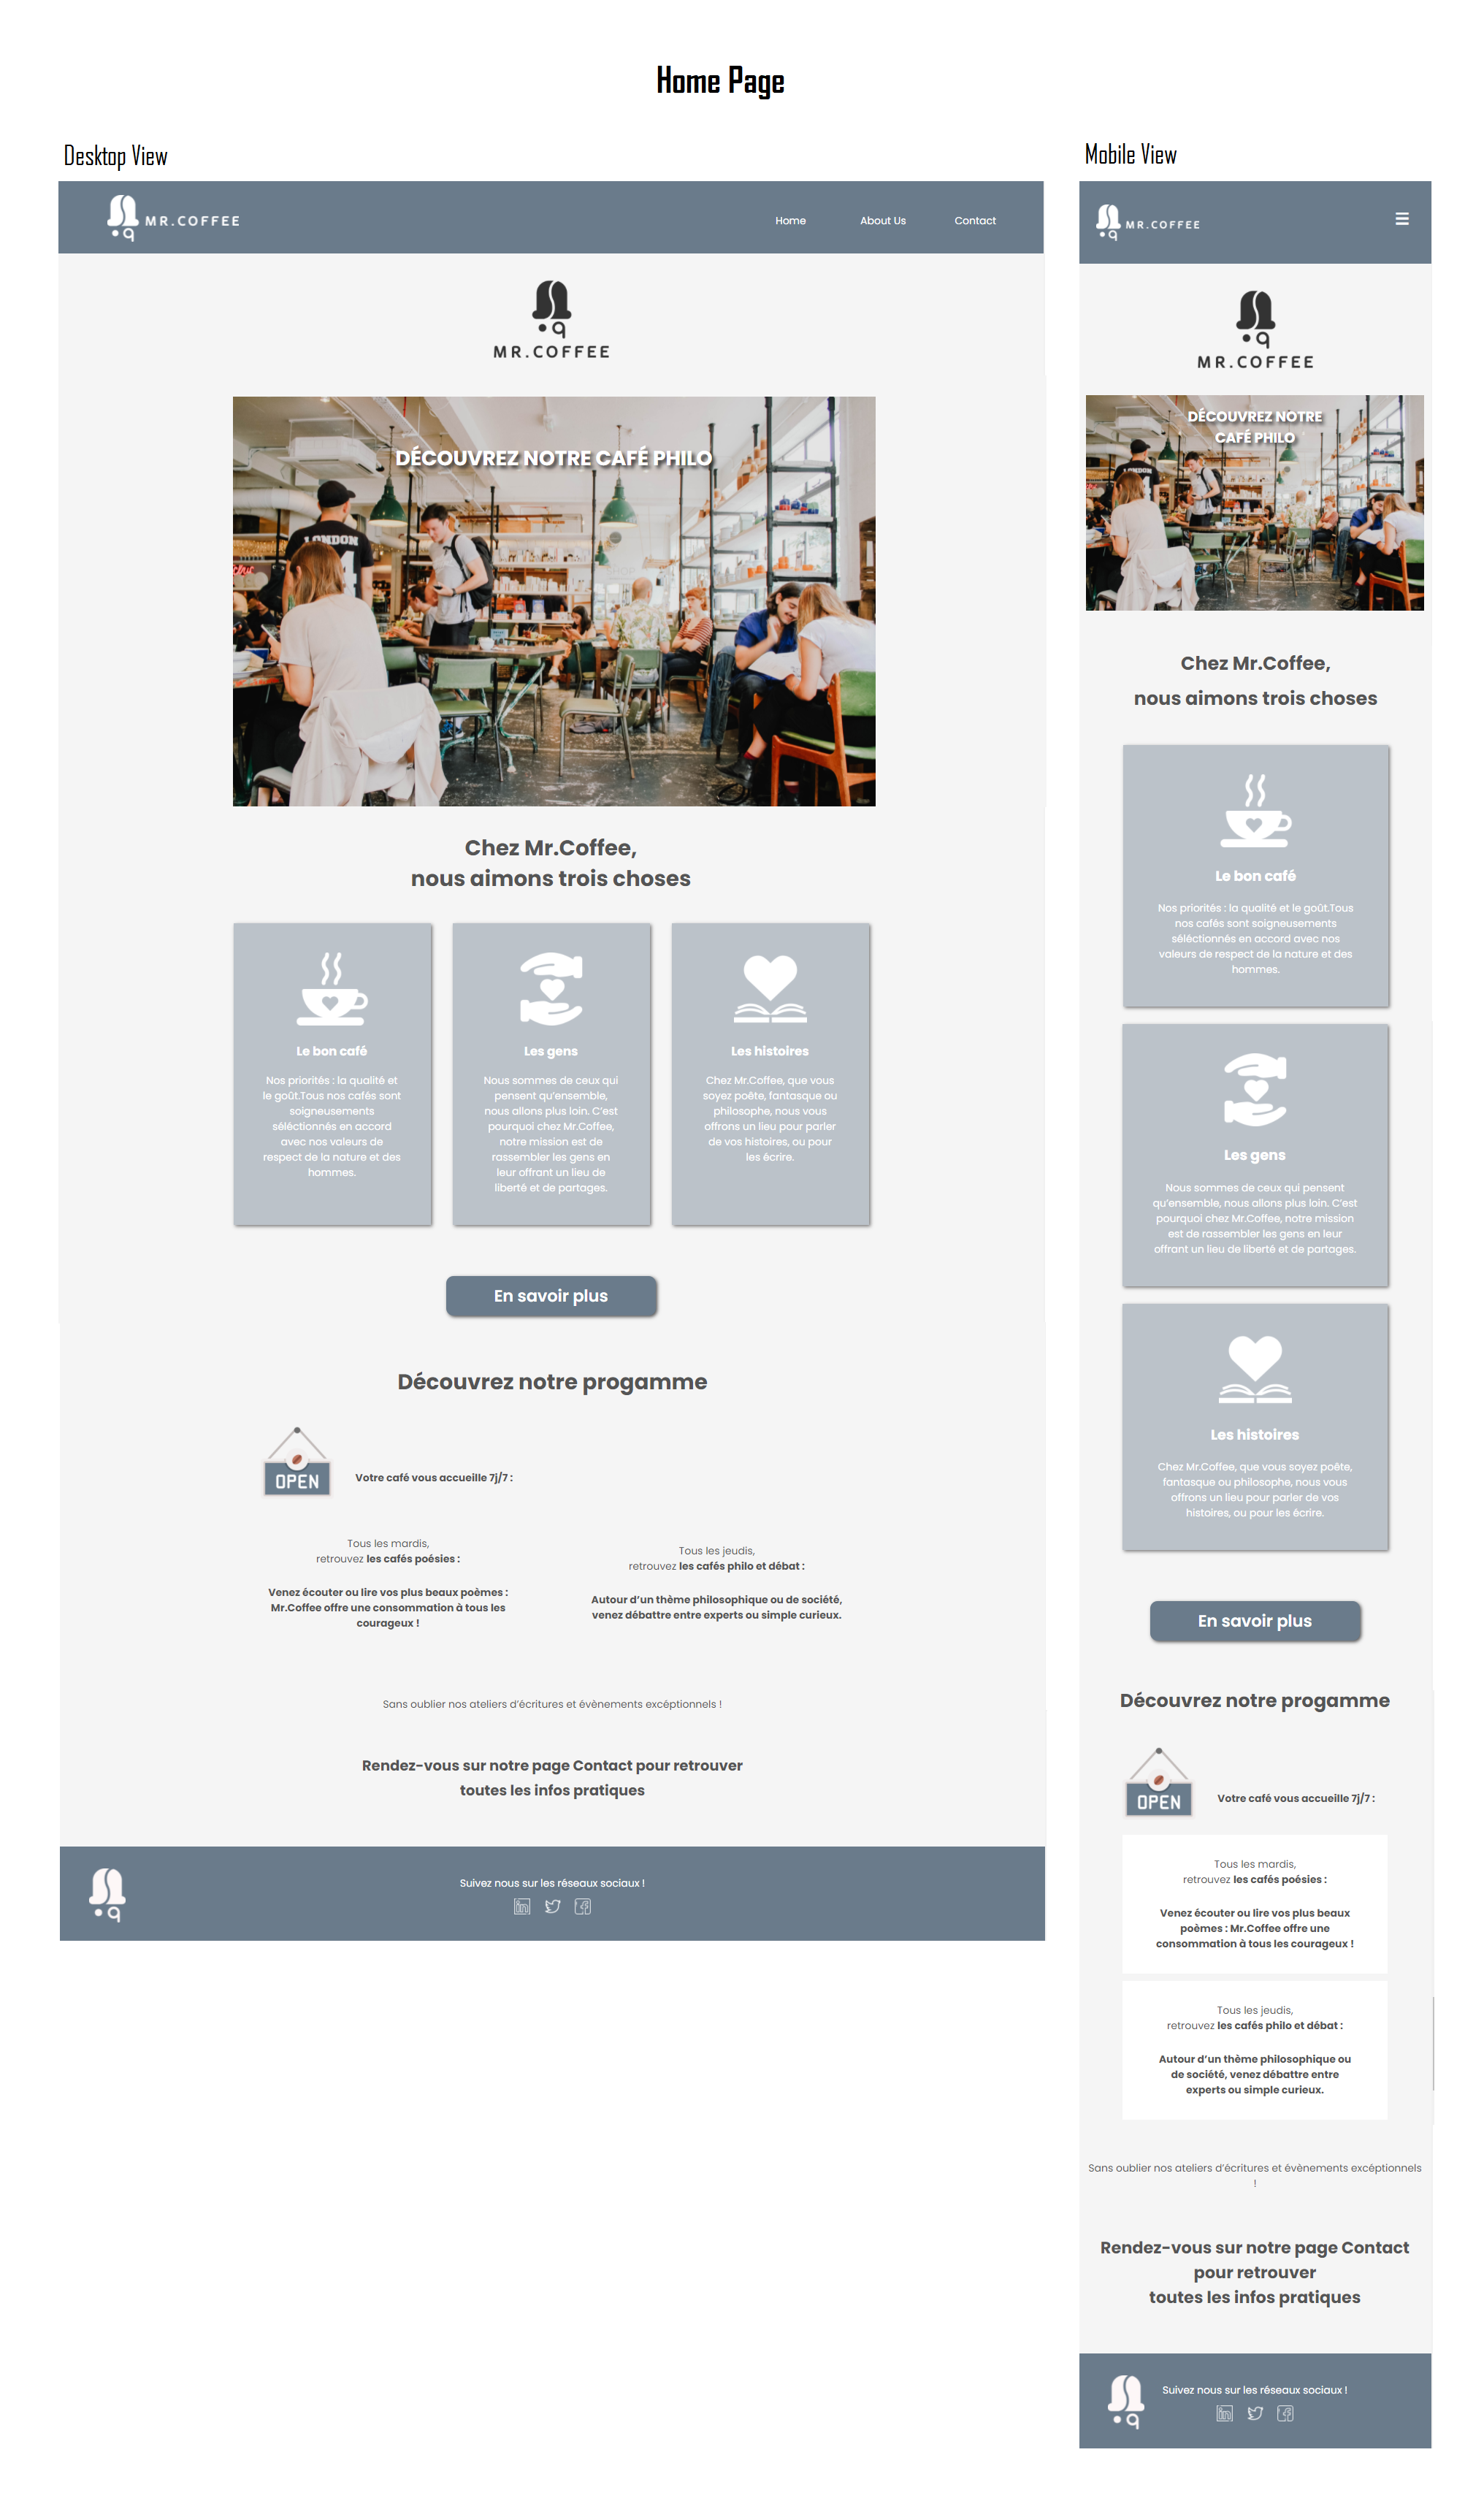 Home Page
Desktop View
MR.COFFEE
Home
About Us
Contact
MR.COFFEE
DÉCOUVREZ NOTRE CAFÉ PHILO
LONDON
Chez Mr.Coffee,
nous aimons trois choses
Le bon café
Nos priorités : la qualité et
le goût.Tous nos cafés sont
soigneusements
séléctionnés en accord
avec nos valeurs de
respect de la nature et des
hommes.
Les gens
Nous sommes de ceux qui
pensent qu'ensemble,
nous allons plus loin. C'est
pourquoi chez Mr.Coffee,
notre mission est de
rassembler les gens en
leur offrant un lieu de
liberté et de partages.
Les histoires
Chez Mr.Coffee, que vous
soyez poête, fantasque ou
philosophe, nous vous
offrons un lieu pour parler
de vos histoires, ou pour
les écrire.
En savoir plus
Découvrez notre progamme
OPEN
Votre café vous accueille 7j/7 :
Tous les mardis,
retrouvez les cafés poésies :
Venez écouter ou lire vos plus beaux poèmes :
Mr.Coffee offre une consommation à tous les
courageux !
Tous les jeudis,
retrouvez les cafés philo et débat :
Autour d'un thème philosophique ou de société,
venez débattre entre experts ou simple curieux.
Sans oublier nos ateliers d'écritures et évènements excéptionnels !
Rendez-vous sur notre page Contact pour retrouver
toutes les infos pratiques
Suivez nous sur les réseaux sociaux !
Mobile View
MR.COFFEE
MR.COFFEE
DÉCOUVREZ NOTRE
CAFÉ PHILO
LONDON
Chez Mr.Coffee,
nous aimons trois choses
Le bon café
Nos priorités : la qualité et le goût.Tous
nos cafés sont soigneusements
séléctionnés en accord avec nos
valeurs de respect de la nature et des
hommes.
Les gens
Nous sommes de ceux qui pensent
qu'ensemble, nous allons plus loin. C'est
pourquoi chez Mr.Coffee, notre mission
est de rassembler les gens en leur
offrant un lieu de liberté et de partages.
Les histoires
Chez Mr.Coffee, que vous soyez poête,
fantasque ou philosophe, nous vous
offrons un lieu pour parler de vos
histoires, ou pour les écrire.
En savoir plus
Découvrez notre progamme
OPEN
Votre café vous accueille 7j/7 :
Tous les mardis,
retrouvez les cafés poésies :
Venez écouter ou lire vos plus beaux
poèmes : Mr.Coffee offre une
consommation à tous les courageux !
Tous les jeudis,
retrouvez les cafés philo et débat :
Autour d'un thème philosophique ou
de société, venez débattre entre
experts ou simple curieux.
Sans oublier nos ateliers d'écritures et évènements excéptionnels
!
Rendez-vous sur notre page Contact
pour retrouver
toutes les infos pratiques
Suivez nous sur les réseaux sociaux !